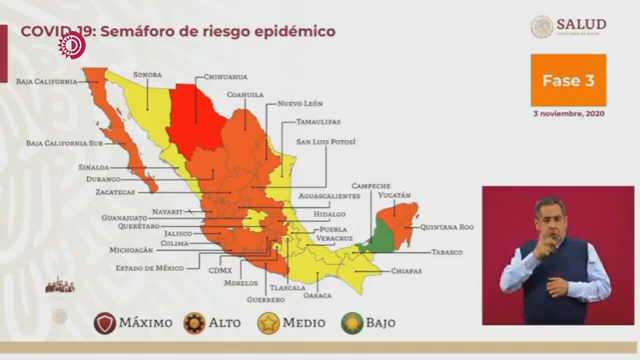 COVID-19: Semáforo de riesgo epidémico
SALUD
SECRETARÍA DE SALUD
Fase 3
3 noviembre, 2020
BAJA CALIFORNIA
SONORA
CHIHUAHUA
COAHUILA
NUEVO LEÓN
TAMAULIPAS
SAN LUIS POTOSÍ
BAJA CALIFORNIA SUR
SINALOA
DURANGO
ZACATECAS
AGUASCALIENTES
CAMPECHE
YUCATÁN
NAYARIT
HIDALGO
GUANAJUATO
QUERÉTARO
PUEBLA
QUINTANA ROO
JALISCO
VERACRUZ
COLIMA
MICHOACÁN
TABASCO
ESTADO DE MÉXICO
CDMX
CHIAPAS
MORELOS
TLAXCALA
GUERRERO
OAXACA
MÁXIMO
ALTO
MEDIO
BAJO